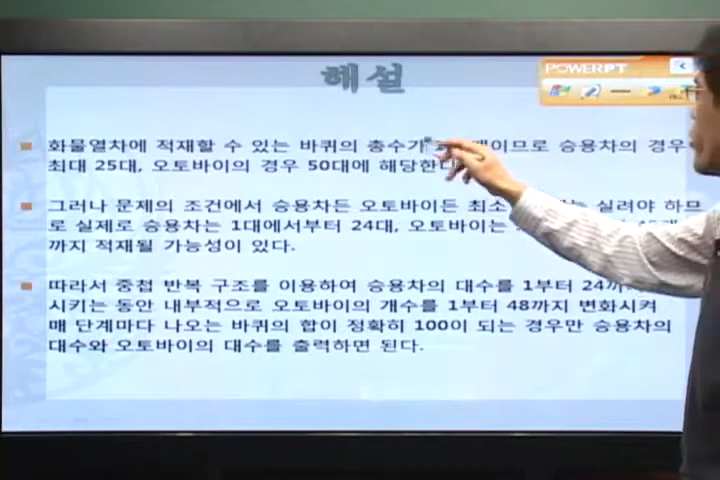 해설
POWERPT
화물열차에 적재할 수 있는 바퀴의 총수가 이므로 승용차의 경우
최대 25대, 오토바이의 경우 50대에 해당한
그러나 문제의 조건에서 승용차든 오토바이든 최소 실려야 하므
로 실제로 승용차는 1대에서부터 24대, 오토바이는
까지 적재될 가능성이 있다.
따라서 중첩 반복 구조를 이용하여 승용차의 대수를 1부터 24까지
시키는 동안 내부적으로 오토바이의 개수를 1부터 48까지 변화시켜
매 단계마다 나오는 바퀴의 합이 정확히 100이 되는 경우만 승용차의
대수와 오토바이의 대수를 출력하면 된다.